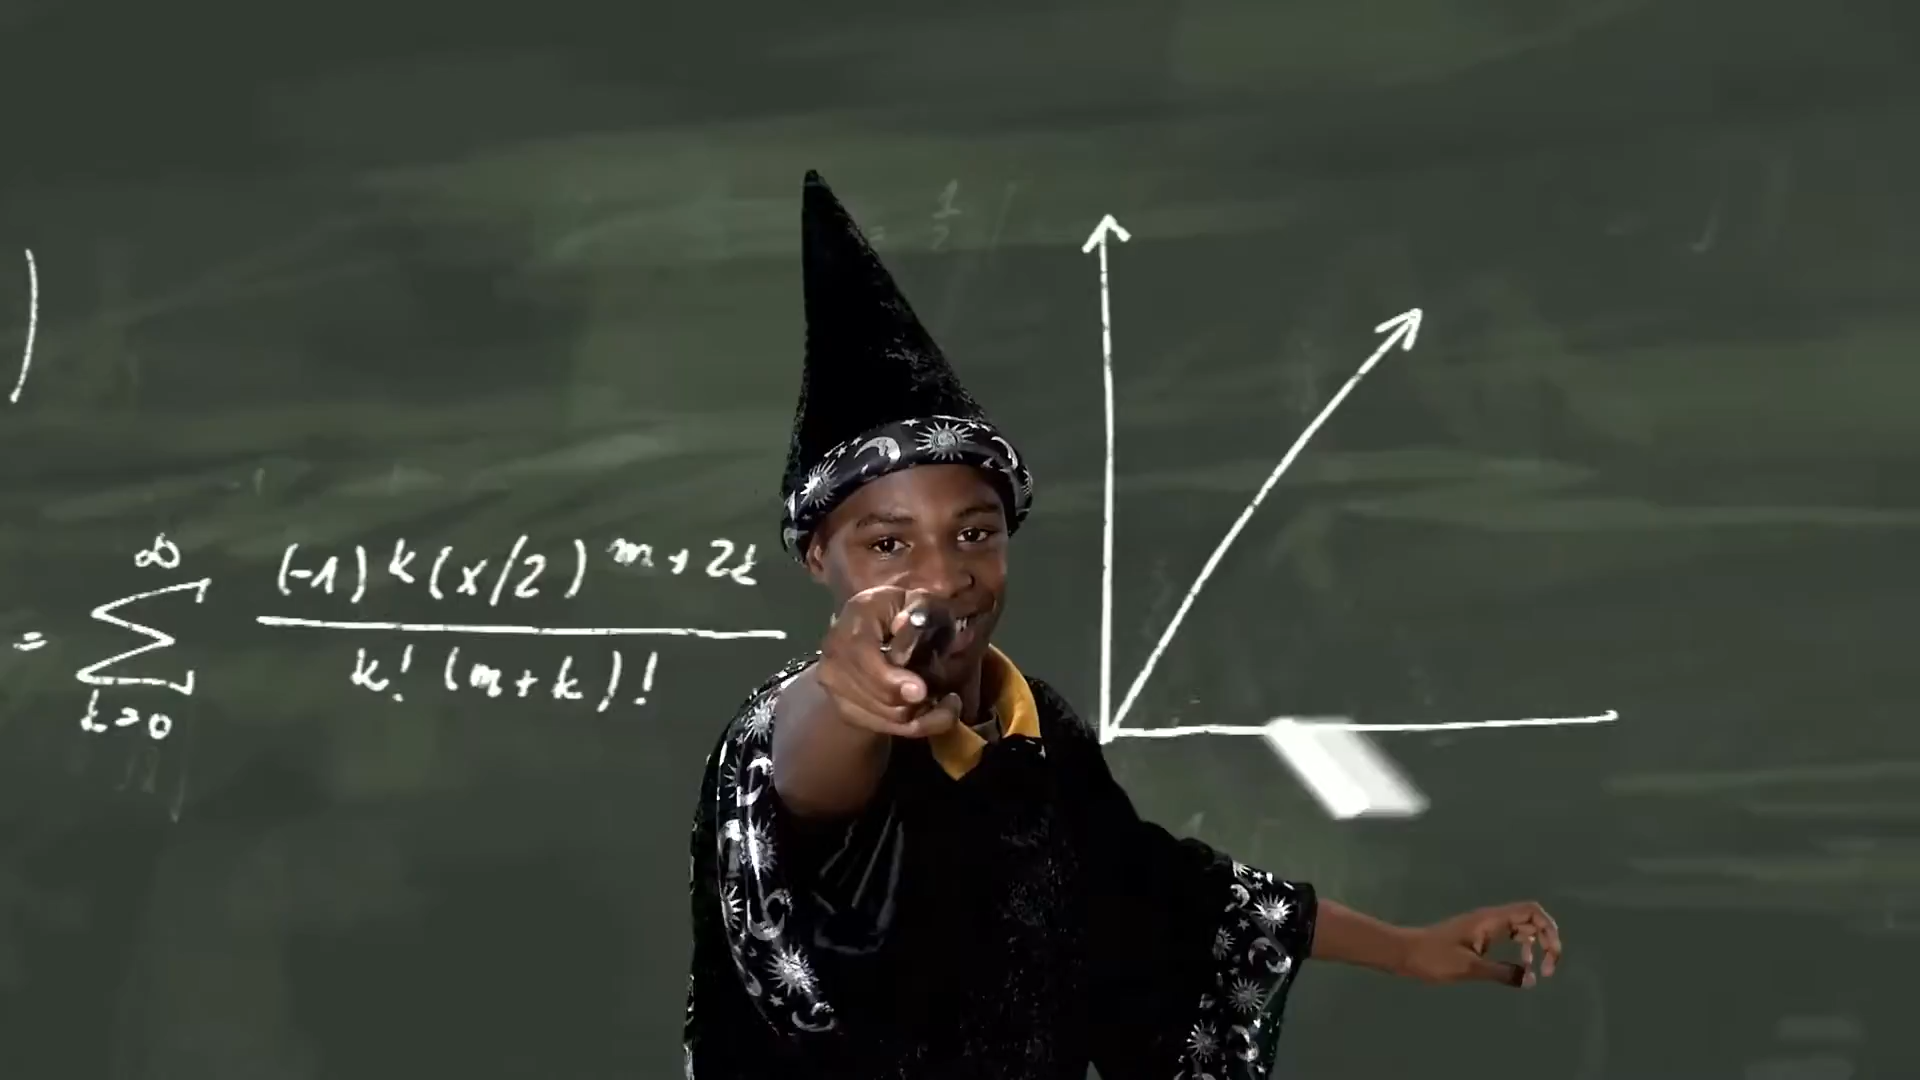 )
∞ (-1)^k (x/2)^m+2k
= Σ
k=0 k! (m+k)!